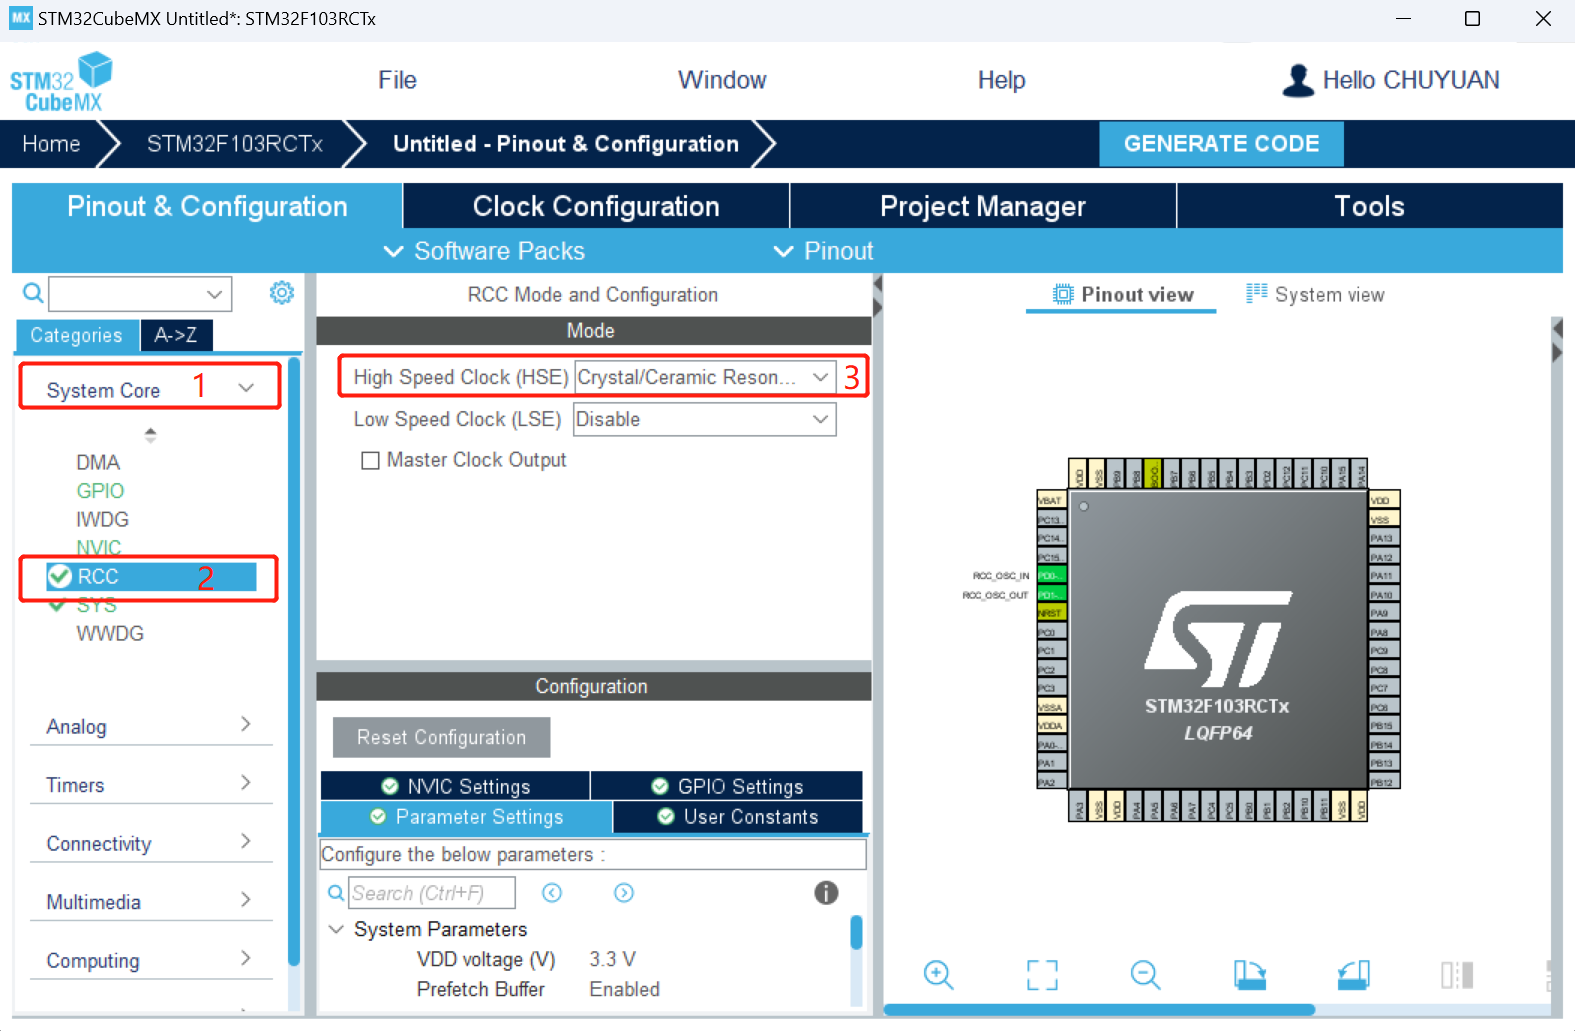 MX STM32CubeMX Untitled*: STM32F103RCTx
STM32
CubeMX
File
Window
Help
Hello CHUYUAN
Home
STM32F103RCTx
Untitled - Pinout & Configuration
GENERATE CODE
Pinout & Configuration
Clock Configuration
Project Manager
Tools
Software Packs
Pinout
Categories
A->Z
System Core 1
DMA
GPIO
IWDG
NVIC
RCC 2
SYS
WWDG
Analog
Timers
Connectivity
Multimedia
Computing
RCC Mode and Configuration
Mode
High Speed Clock (HSE) Crystal/Ceramic Reson... 3
Low Speed Clock (LSE) Disable
Master Clock Output
Configuration
Reset Configuration
NVIC Settings
GPIO Settings
Parameter Settings
User Constants
Configure the below parameters :
Search (Ctrl+F)
System Parameters
VDD voltage (V) 3.3 V
Prefetch Buffer Enabled
Pinout view
System view
VDD
VSS
PB9
PB8
BOO..
PB7
PB6
PB5
PB4
PB3
PD2
PC12
PC11
PC10
PA15
PA14
VBAT
PC13..
PC14..
PC15..
RCC_OSC_IN PD0-..
RCC_OSC_OUT PD1-..
NRST
PC0
PC1
PC2
PC3
VSSA
VDDA
PA0-..
PA1
PA2
STM32F103RCTx
LQFP64
VDD
VSS
PA13
PA12
PA11
PA10
PA9
PA8
PC9
PC8
PC7
PC6
PB15
PB14
PB13
PB12
PA3
VSS
VDD
PA4
PA5
PA6
PA7
PC4
PC5
PB0
PB1
PB2
PB10
PB11
VSS
VDD